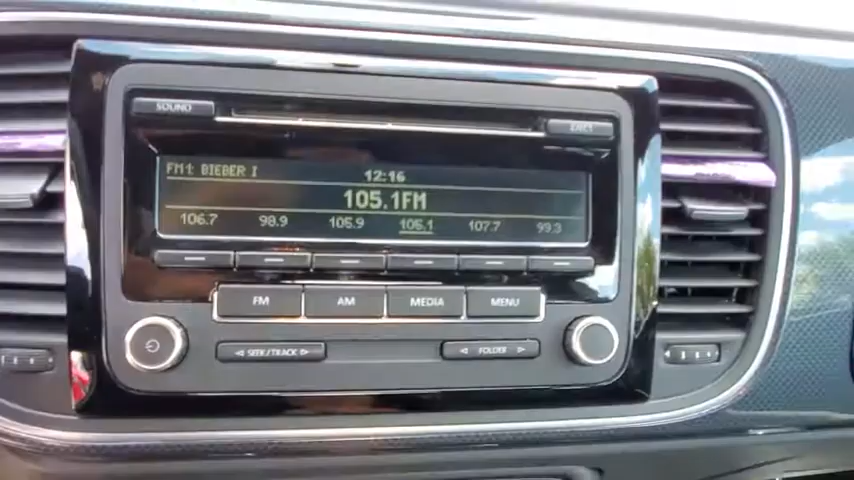 SOUND EJECT
FM1: BIEBER I 12:16
105.1FM
106.7 98.9 105.9 105.1 107.7 99.3
FM AM MEDIA MENU
SEEK/TRACK FOLDER